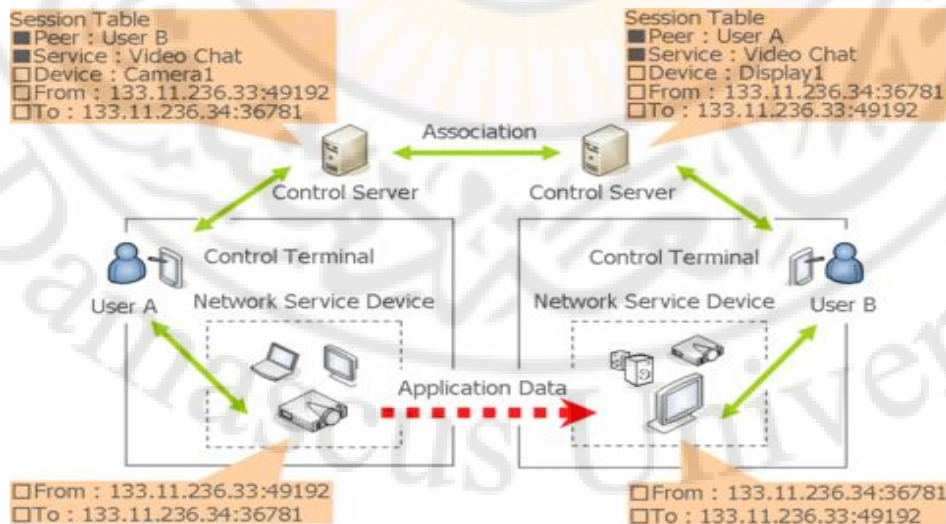 Session Table
■Peer : User B
■Service : Video Chat
□Device : Camera1
□From : 133.11.236.33:49192
□To : 133.11.236.34:36781
Session Table
■Peer : User A
■Service : Video Chat
□Device : Display1
□From : 133.11.236.34:36781
□To : 133.11.236.33:49192
Association
Control Server
Control Server
Control Terminal
Control Terminal
User A
Network Service Device
Network Service Device
User B
Application Data
□From : 133.11.236.33:49192
□To : 133.11.236.34:36781
□From : 133.11.236.34:36781
□To : 133.11.236.33:49192
Damascus Univer